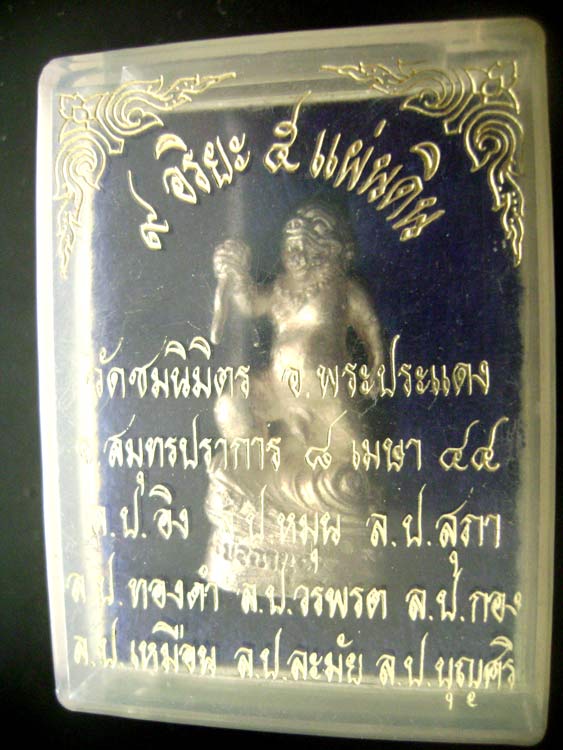 ๙ อิริยะ ๕ แผ่นดิน
วัดชมนิมิตร อ.พระประแดง
จ.สมุทรปราการ ๘ เมษา ๔๔
ล.ป.อิง ล.ป.หมุน ล.ป.สุภา
ล.ป.ทองดำ ล.ป.วรพรต ล.ป.กอง
ล.ป.เหมือน ล.ป.ละมัย ล.ป.บุญศิริ